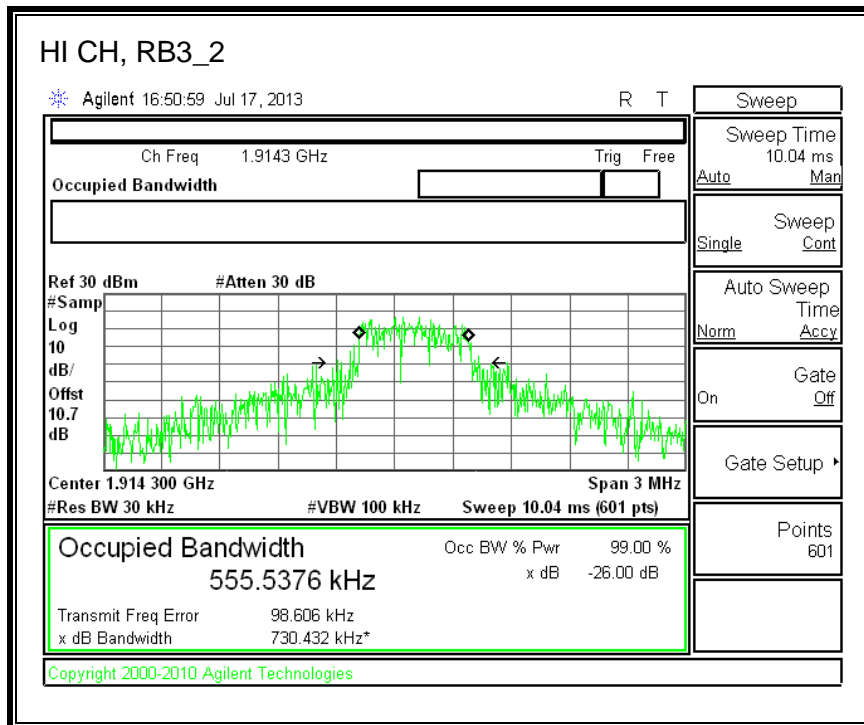 HI CH, RB3_2
Agilent 16:50:59 Jul 17, 2013 R T
Ch Freq 1.9143 GHz Trig Free
Occupied Bandwidth
Ref 30 dBm #Atten 30 dB
#Samp
Log
10
dB/
Offst
10.7
dB
Center 1.914 300 GHz Span 3 MHz
#Res BW 30 kHz #VBW 100 kHz Sweep 10.04 ms (601 pts)
Occupied Bandwidth Occ BW % Pwr 99.00 %
555.5376 kHz x dB -26.00 dB
Transmit Freq Error 98.606 kHz
x dB Bandwidth 730.432 kHz*
Copyright 2000-2010 Agilent Technologies
Sweep
Sweep Time
10.04 ms
Auto Man
Sweep
Single Cont
Auto Sweep
Time
Norm Accy
Gate
On Off
Gate Setup
Points
601